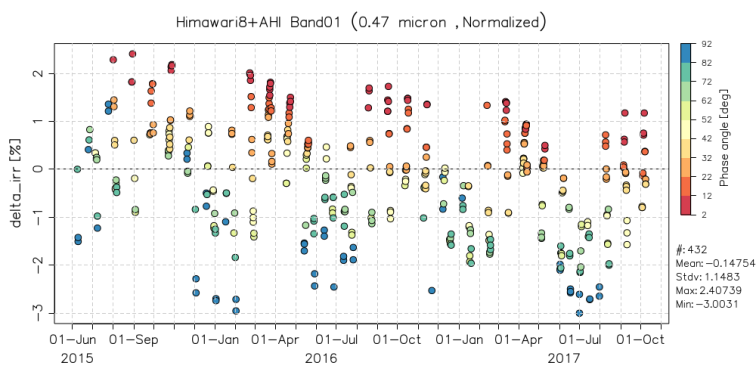 Himawari8+AHI Band01 (0.47 micron ,Normalized)
delta_irr [%]
2
1
0
−1
−2
−3
01-Jun 01-Sep 01-Jan 01-Apr 01-Jul 01-Oct 01-Jan 01-Apr 01-Jul 01-Oct
2015 2016 2017
92
82
72
62
52
42
32
22
12
2
Phase angle [deg]
#: 432
Mean: −0.14754
Stdv: 1.1483
Max: 2.40739
Min: −3.0031